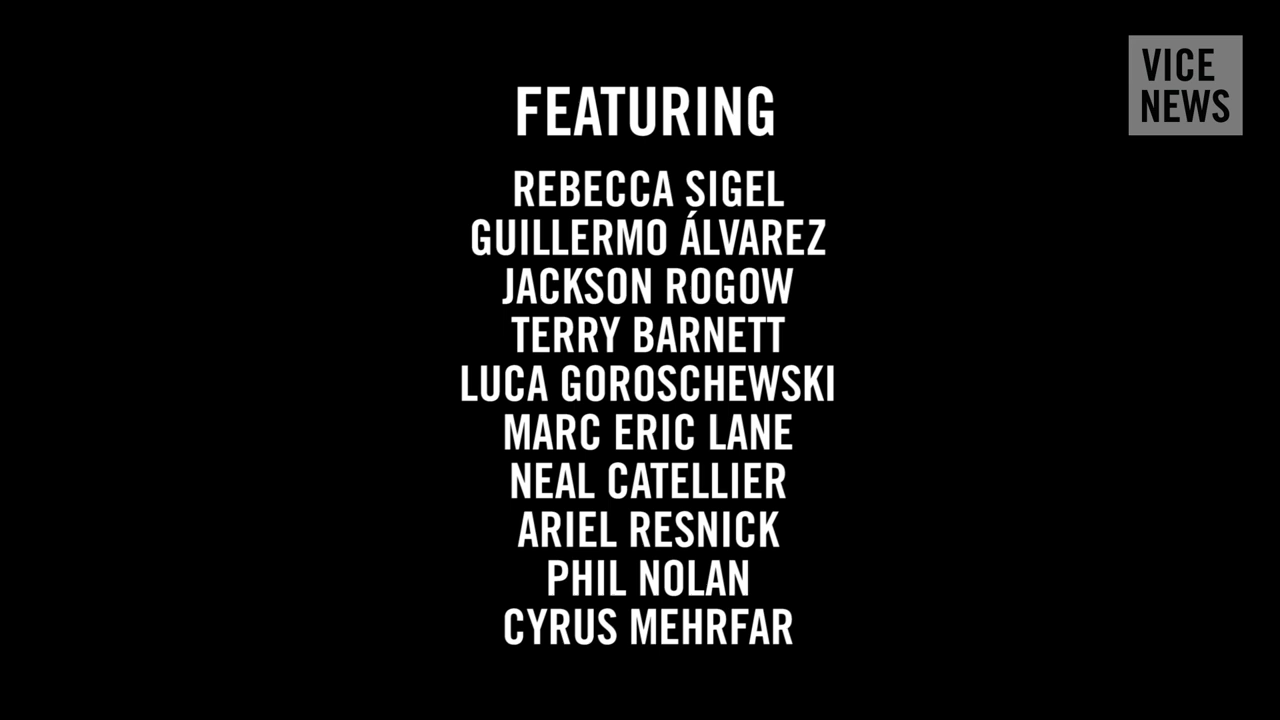 VICE
NEWS
FEATURING
REBECCA SIGEL
GUILLERMO ÁLVAREZ
JACKSON ROGOW
TERRY BARNETT
LUCA GOROSCHEWSKI
MARC ERIC LANE
NEAL CATELLIER
ARIEL RESNICK
PHIL NOLAN
CYRUS MEHRFAR